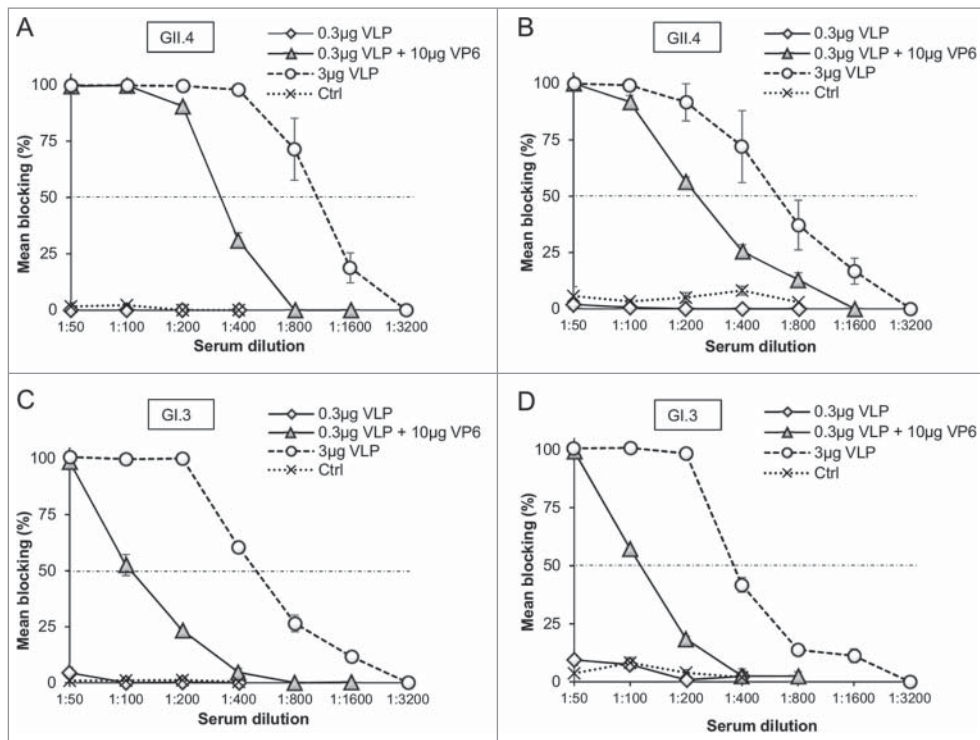 A
GII.4
0.3µg VLP
0.3µg VLP + 10µg VP6
3µg VLP
Ctrl
100
75
50
25
0
Mean blocking (%)
1:50 1:100 1:200 1:400 1:800 1:1600 1:3200
Serum dilution
B
GII.4
0.3µg VLP
0.3µg VLP + 10µg VP6
3µg VLP
Ctrl
100
75
50
25
0
Mean blocking (%)
1:50 1:100 1:200 1:400 1:800 1:1600 1:3200
Serum dilution
C
GI.3
0.3µg VLP
0.3µg VLP + 10µg VP6
3µg VLP
Ctrl
100
75
50
25
0
Mean blocking (%)
1:50 1:100 1:200 1:400 1:800 1:1600 1:3200
Serum dilution
D
GI.3
0.3µg VLP
0.3µg VLP + 10µg VP6
3µg VLP
Ctrl
100
75
50
25
0
Mean blocking (%)
1:50 1:100 1:200 1:400 1:800 1:1600 1:3200
Serum dilution